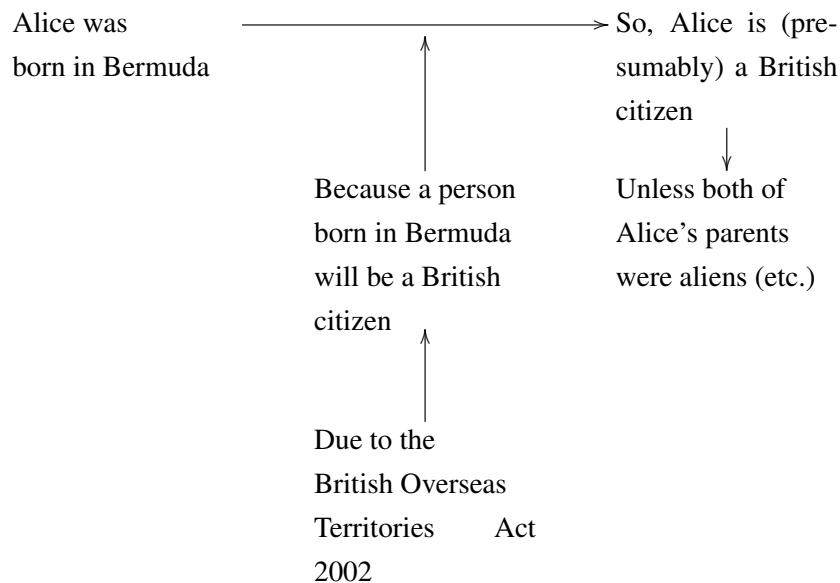 Alice was
born in Bermuda
So, Alice is (pre-
sumably) a British
citizen
Because a person
born in Bermuda
will be a British
citizen
Unless both of
Alice's parents
were aliens (etc.)
Due to the
British Overseas
Territories Act
2002